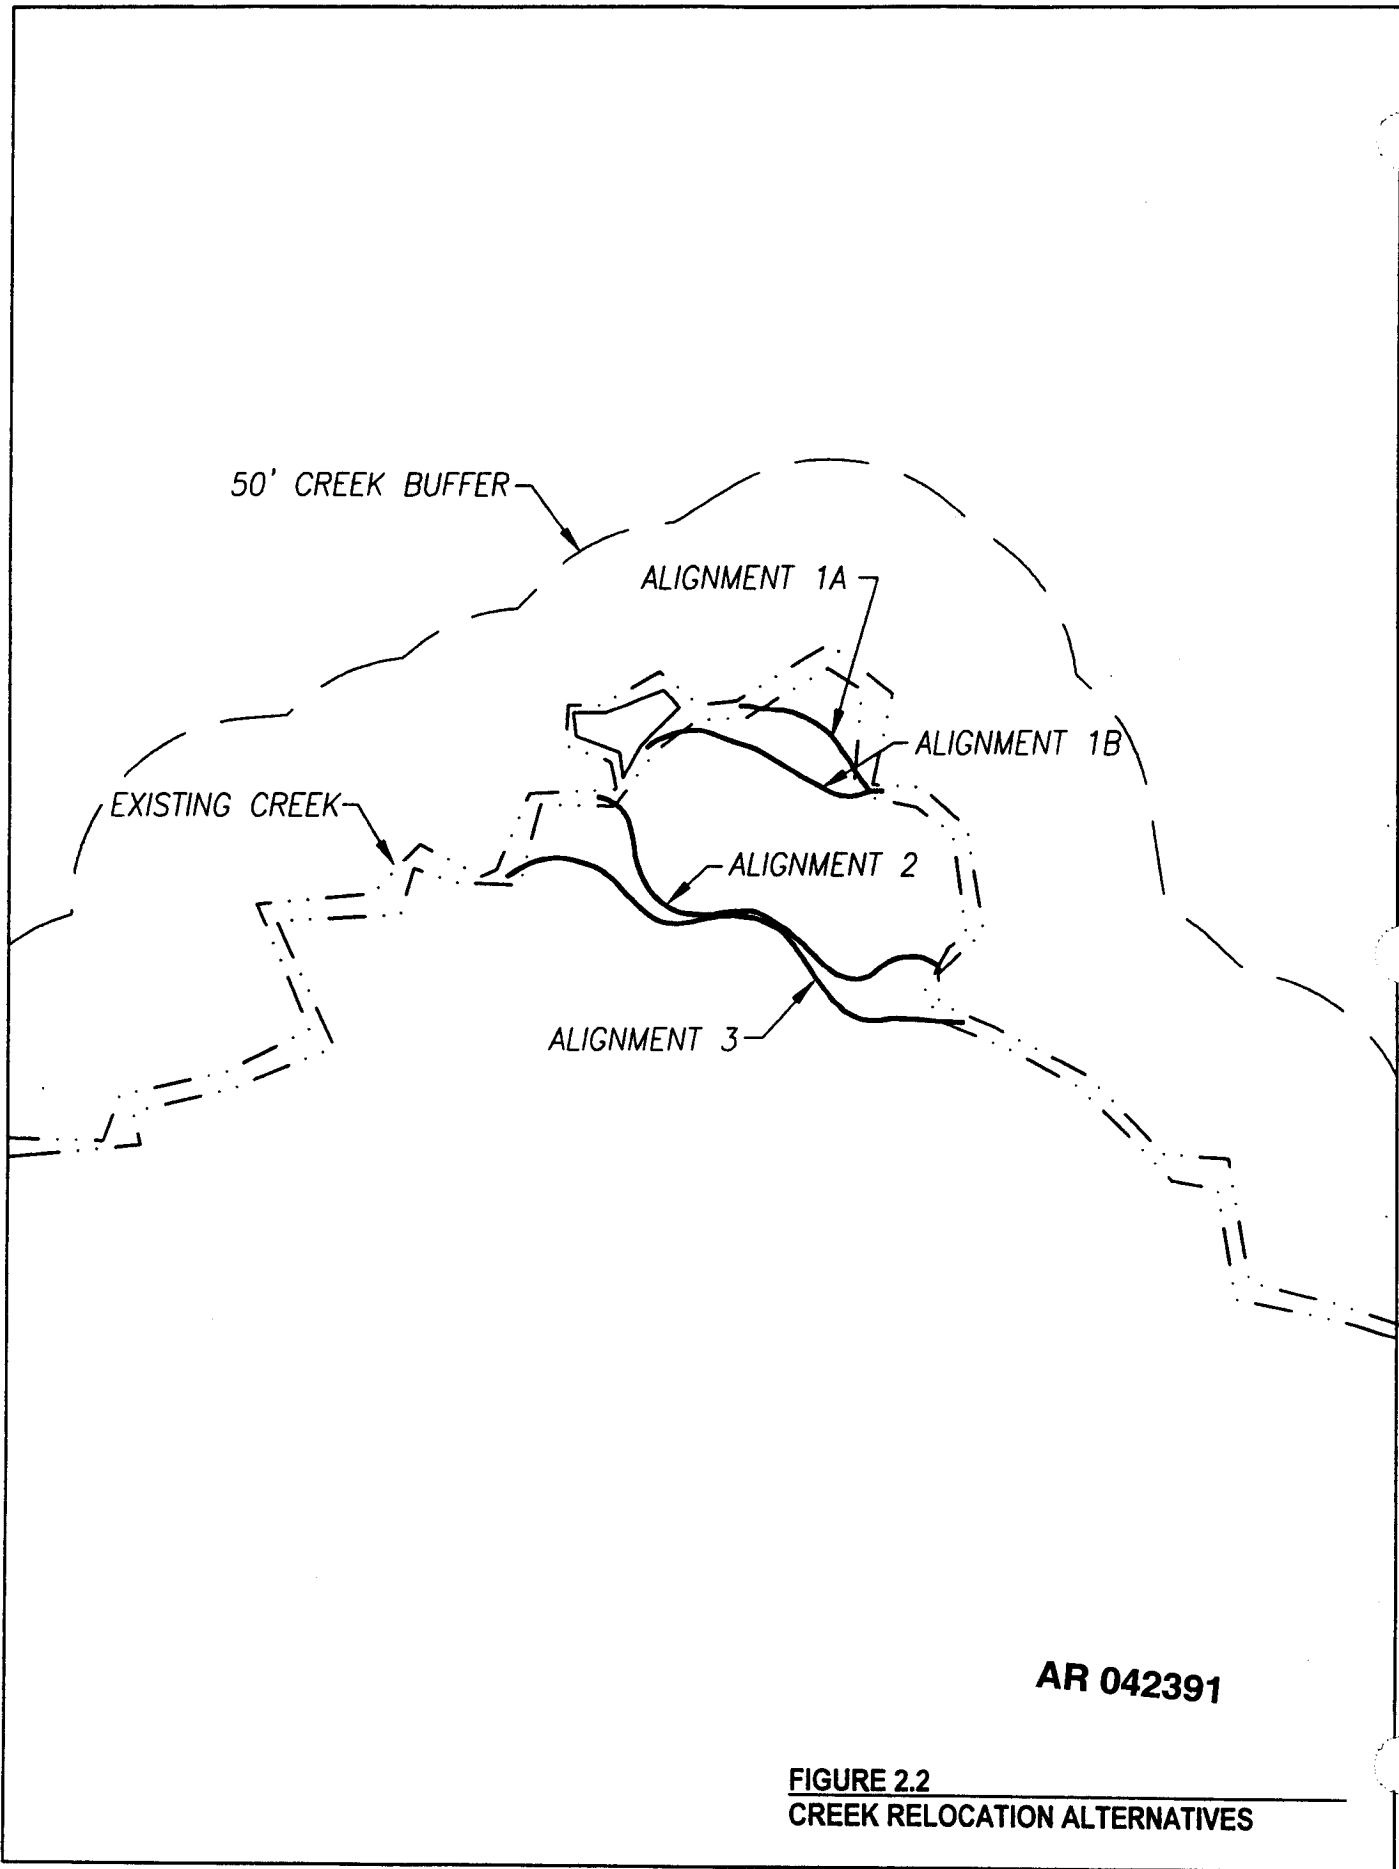 50' CREEK BUFFER
ALIGNMENT 1A
ALIGNMENT 1B
EXISTING CREEK
ALIGNMENT 2
ALIGNMENT 3
AR 042391
FIGURE 2.2
CREEK RELOCATION ALTERNATIVES